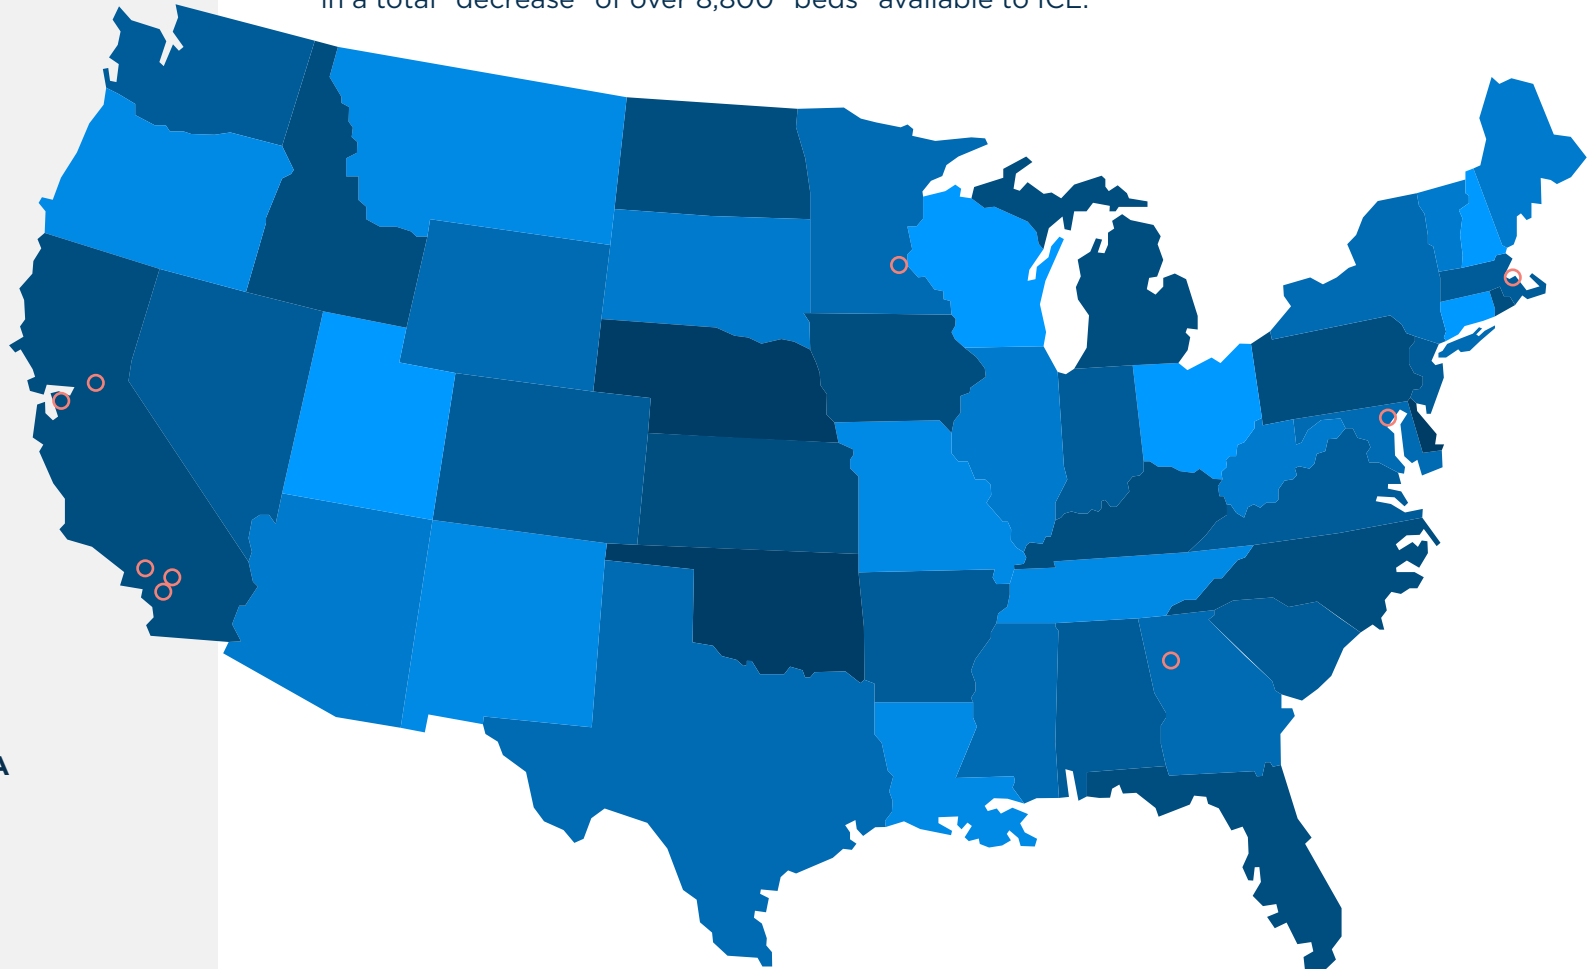 in a total "decrease" of over 8,800 "beds" available to ICE.
A